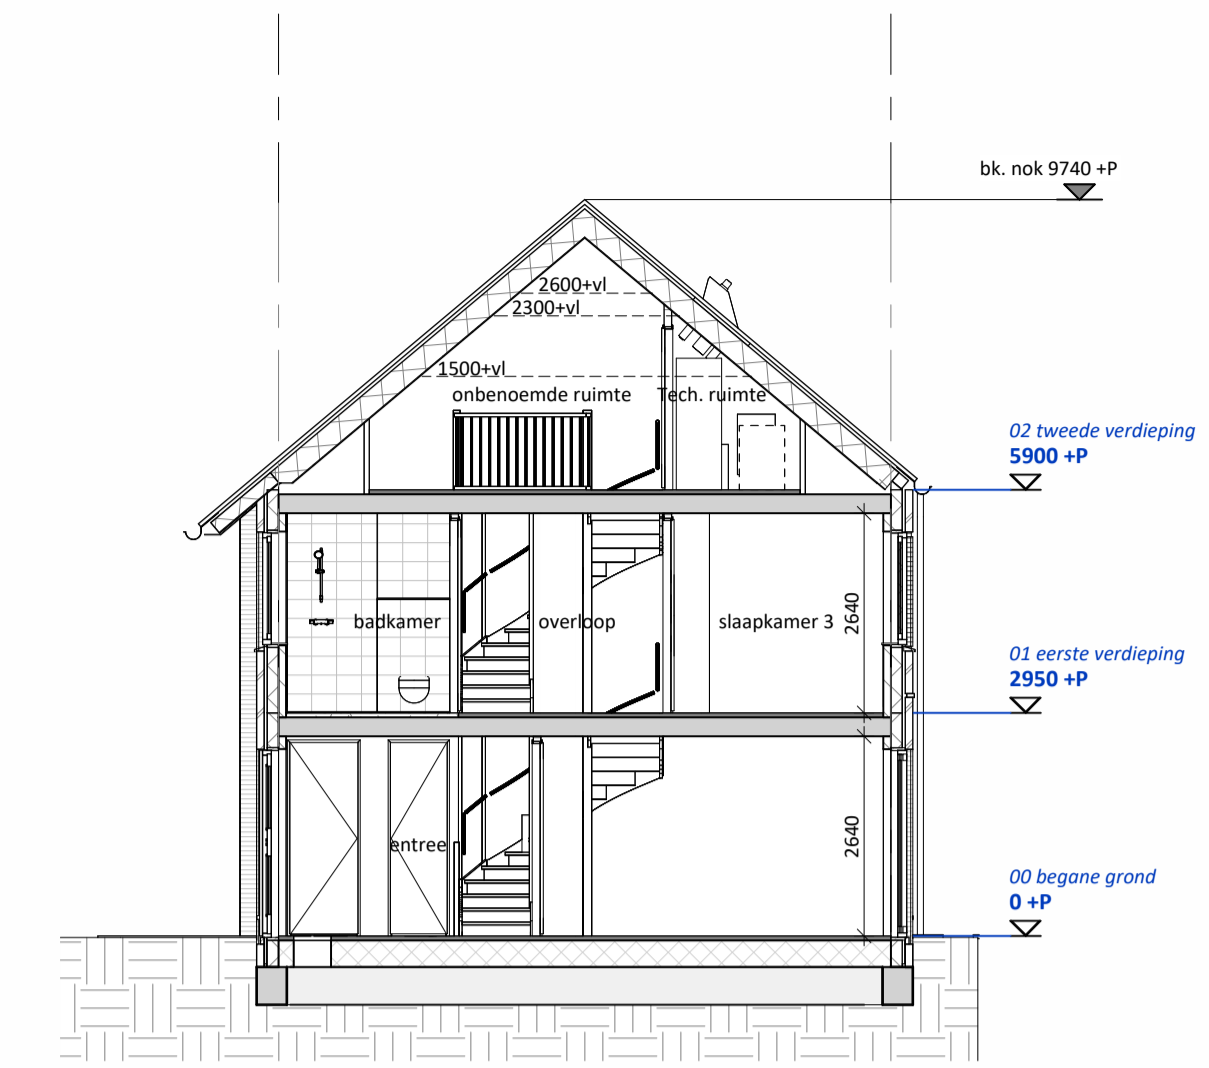 bk. nok 9740 +P
2600+vl
2300+vl
1500+vl
onbenoemde ruimte
Tech. ruimte
02 tweede verdieping
5900 +P
badkamer
overloop
slaapkamer 3
2640
01 eerste verdieping
2950 +P
entree
2640
00 begane grond
0 +P